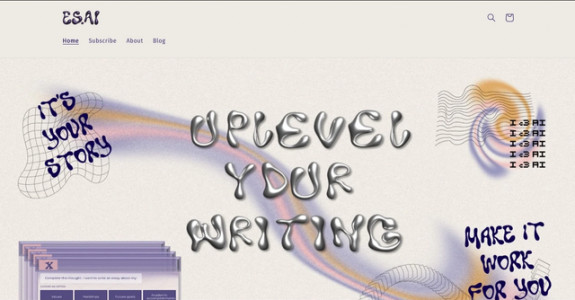 ESAI
Home Subscribe About Blog
IT'S
YOUR
STORY
UPLEVEL
YOUR
WRITING
I <3 AI
I <3 AI
I <3 AI
I <3 AI
I <3 AI
MAKE IT
WORK
FOR YOU
X